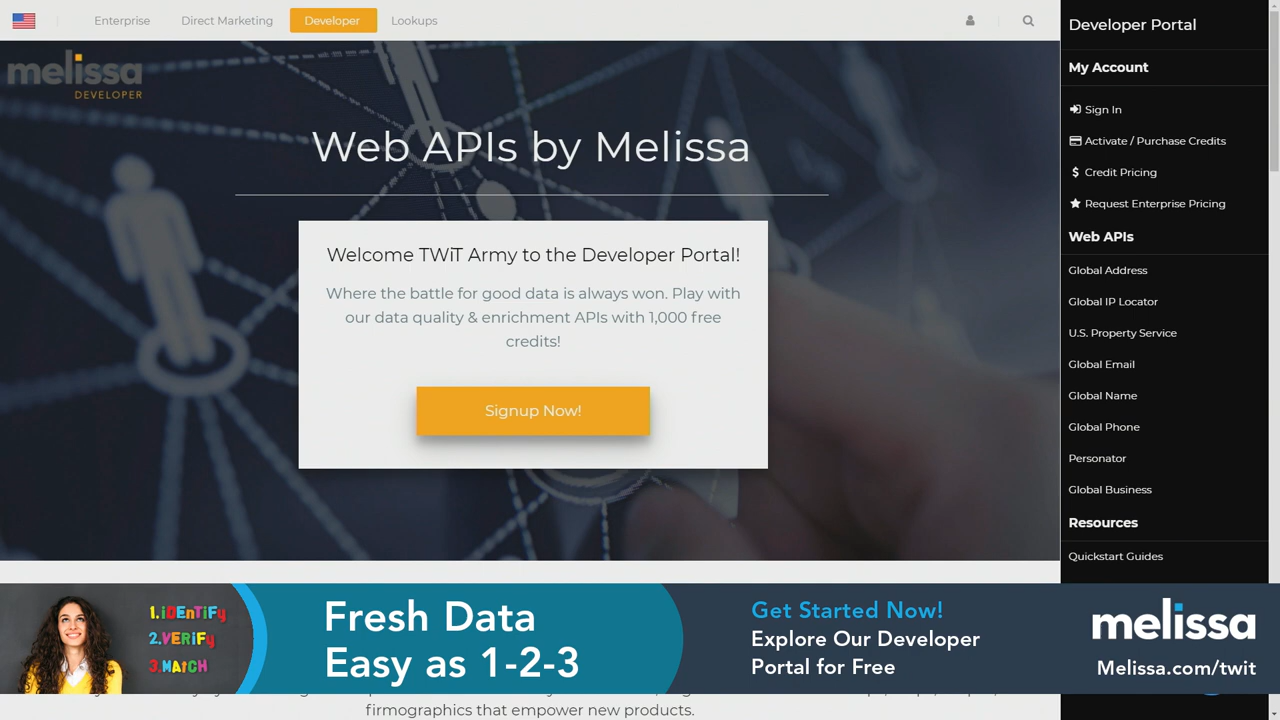 Enterprise
Direct Marketing
Developer
Lookups
melissa
DEVELOPER
Web APIs by Melissa
Welcome TWiT Army to the Developer Portal!
Where the battle for good data is always won. Play with
our data quality & enrichment APIs with 1,000 free
credits!
Signup Now!
Developer Portal
My Account
Sign In
Activate / Purchase Credits
Credit Pricing
Request Enterprise Pricing
Web APIs
Global Address
Global IP Locator
U.S. Property Service
Global Email
Global Name
Global Phone
Personator
Global Business
Resources
Quickstart Guides
1.iDENTiFy
2.VERiFy
3.MAtCH
Fresh Data
Easy as 1-2-3
Get Started Now!
Explore Our Developer
Portal for Free
melissa
Melissa.com/twit
firmographics that empower new products.